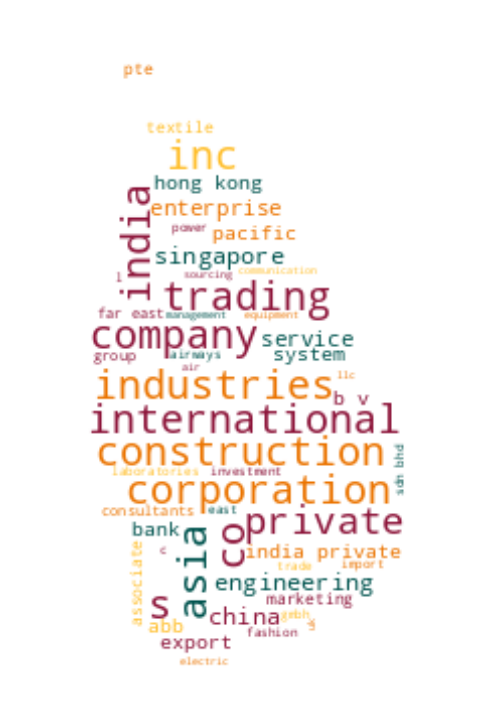 pte
textile
inc
hong kong
india
enterprise
power
pacific
singapore
communication
sourcing
l
trading
far east
management
equipment
company
service
group
airways
system
air
llc
industries
b v
international
construction
sdn bhd
laboratories
investment
corporation
consultants
east
private
bank
co
asia
c
india private
associate
trade
import
engineering
s
marketing
china
gmbh
abb
fashion
export
electric